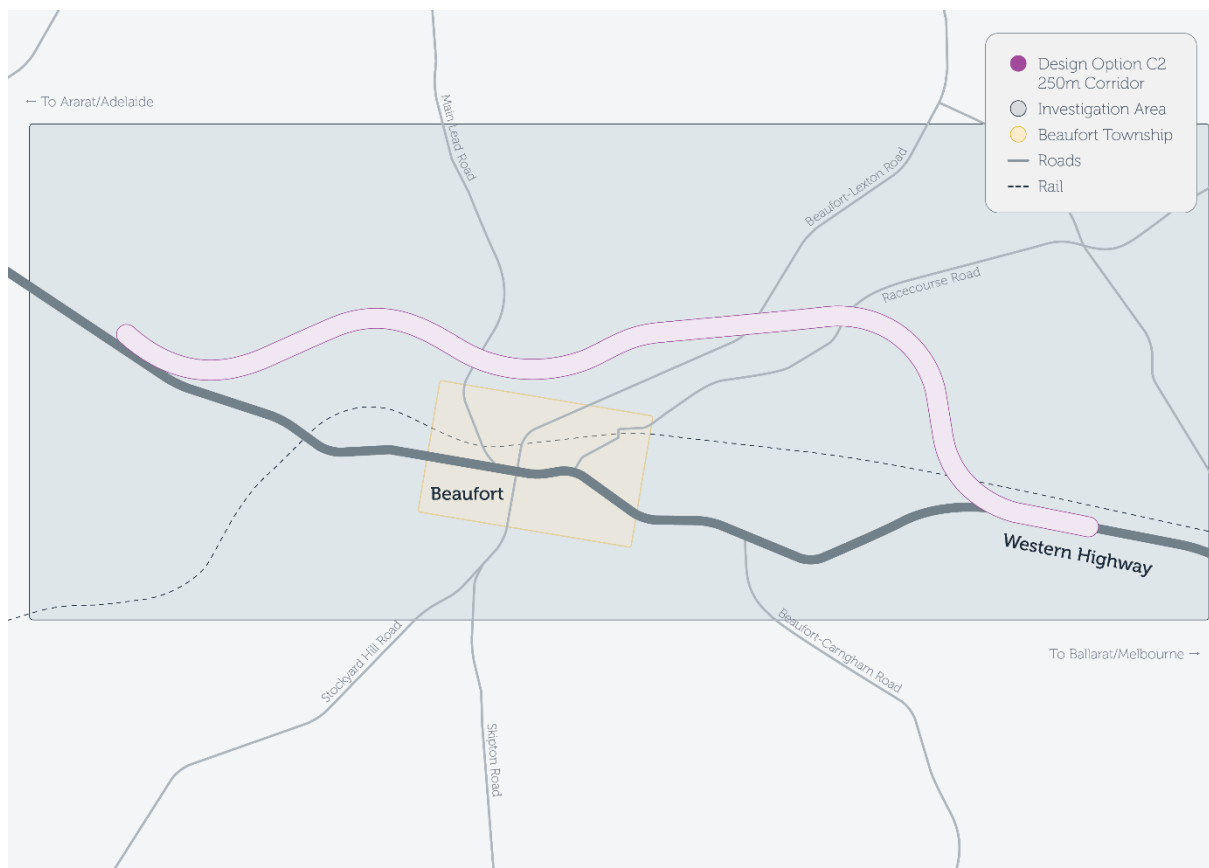 Design Option C2
250m Corridor
Investigation Area
Beaufort Township
Roads
Rail
← To Ararat/Adelaide
Main Lead Road
Beaufort-Lexton Road
Racecourse Road
Beaufort
Western Highway
Stockyard Hill Road
Skipton Road
Beaufort-Carngham Road
To Ballarat/Melbourne →